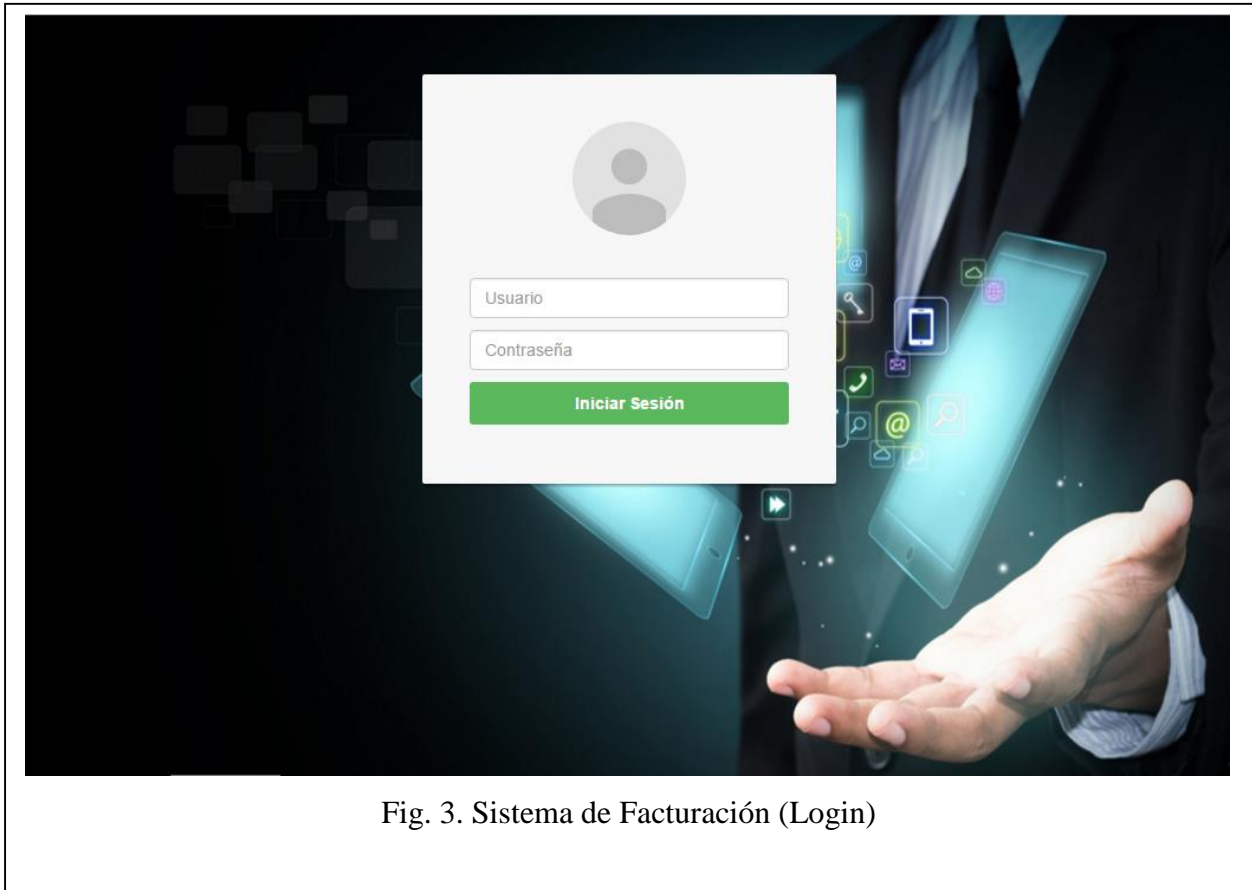 Usuario
Contraseña
Iniciar Sesión
Fig. 3. Sistema de Facturación (Login)